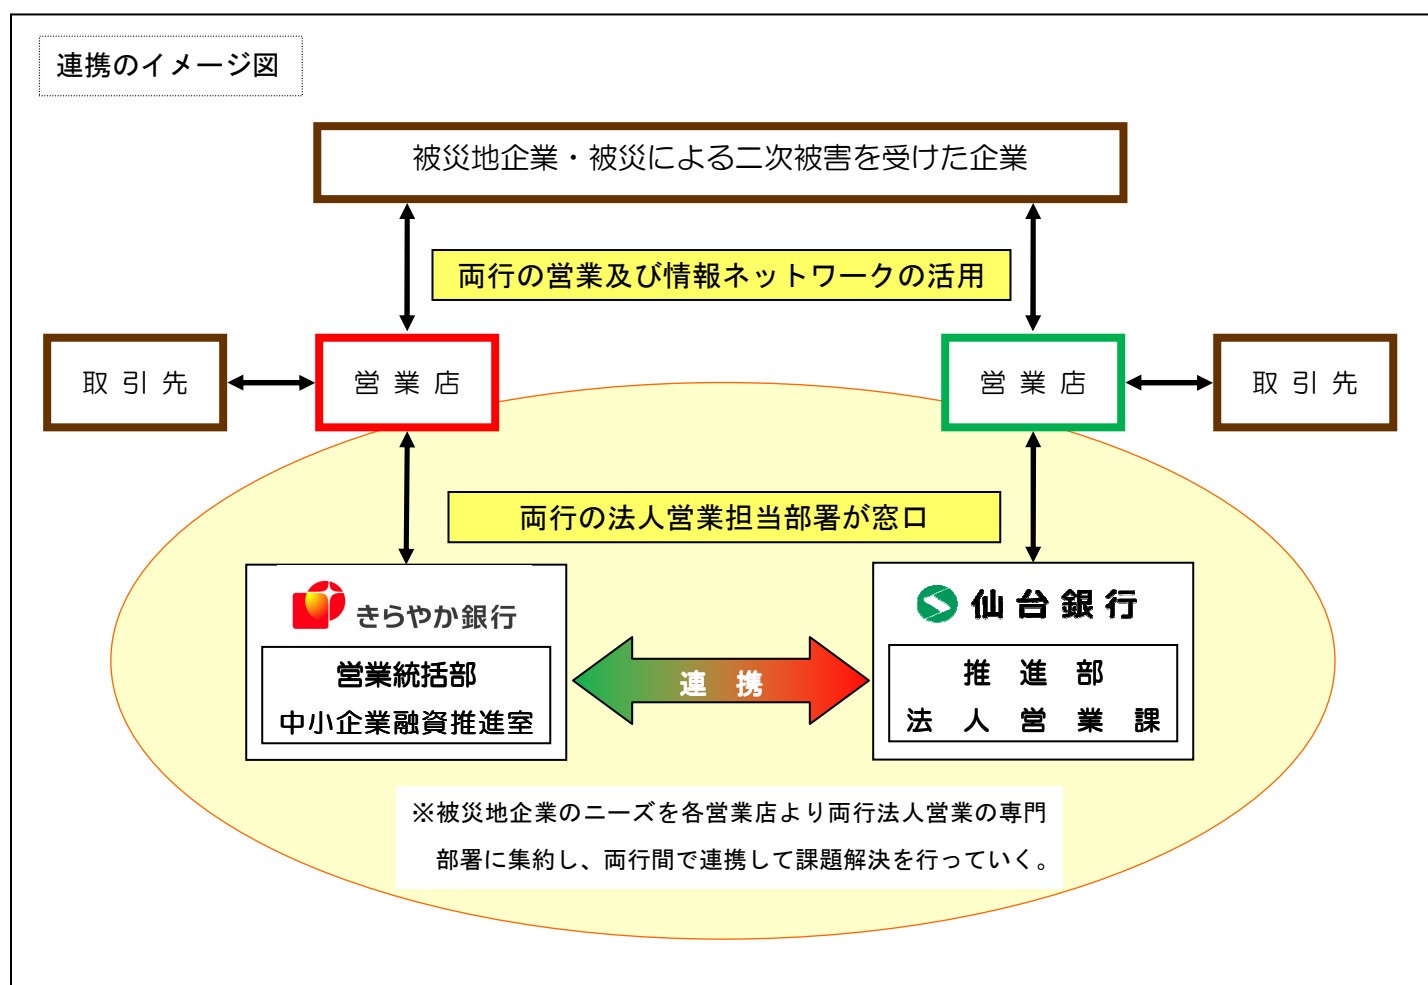 連携のイメージ図
被災地企業・被災による二次被害を受けた企業
両行の営業及び情報ネットワークの活用
取引先
営業店
営業店
取引先
両行の法人営業担当部署が窓口
きらやか銀行
営業統括部
中小企業融資推進室
連携
仙台銀行
推進部
法人営業課
※被災地企業のニーズを各営業店より両行法人営業の専門
部署に集約し、両行間で連携して課題解決を行っていく。